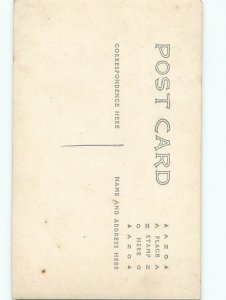 POST CARD
CORRESPONDENCE HERE
NAME AND ADDRESS HERE
AZO
A PLACE A
Z STAMP Z
O HERE O
AZO